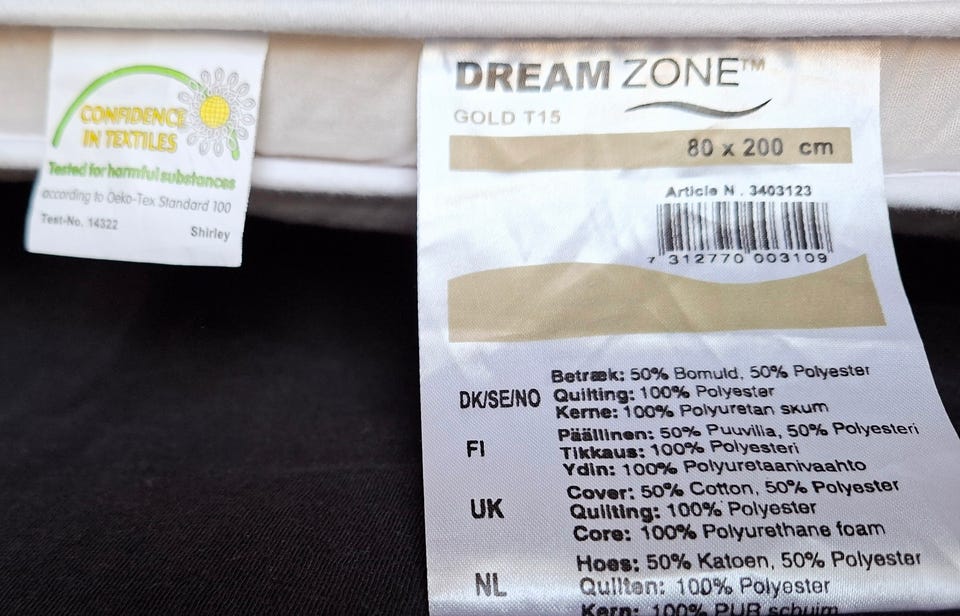 CONFIDENCE
IN TEXTILES
Tested for harmful substances
according to Oeko-Tex Standard 100
Test-No. 14322
Shirley
DREAM ZONE™
GOLD T15
80 x 200 cm
Article N . 3403123
7 312770 003109
DK/SE/NO
Betræk: 50% Bomuld, 50% Polyester
Quilting: 100% Polyester
Kerne: 100% Polyuretan skum
FI
Päällinen: 50% Puuvilla, 50% Polyesteri
Tikkaus: 100% Polyesteri
Ydin: 100% Polyuretaanivaahto
UK
Cover: 50% Cotton, 50% Polyester
Quilting: 100% Polyester
Core: 100% Polyurethane foam
NL
Hoes: 50% Katoen, 50% Polyester
Quilten: 100% Polyester
Kern: 100% PUR schuim